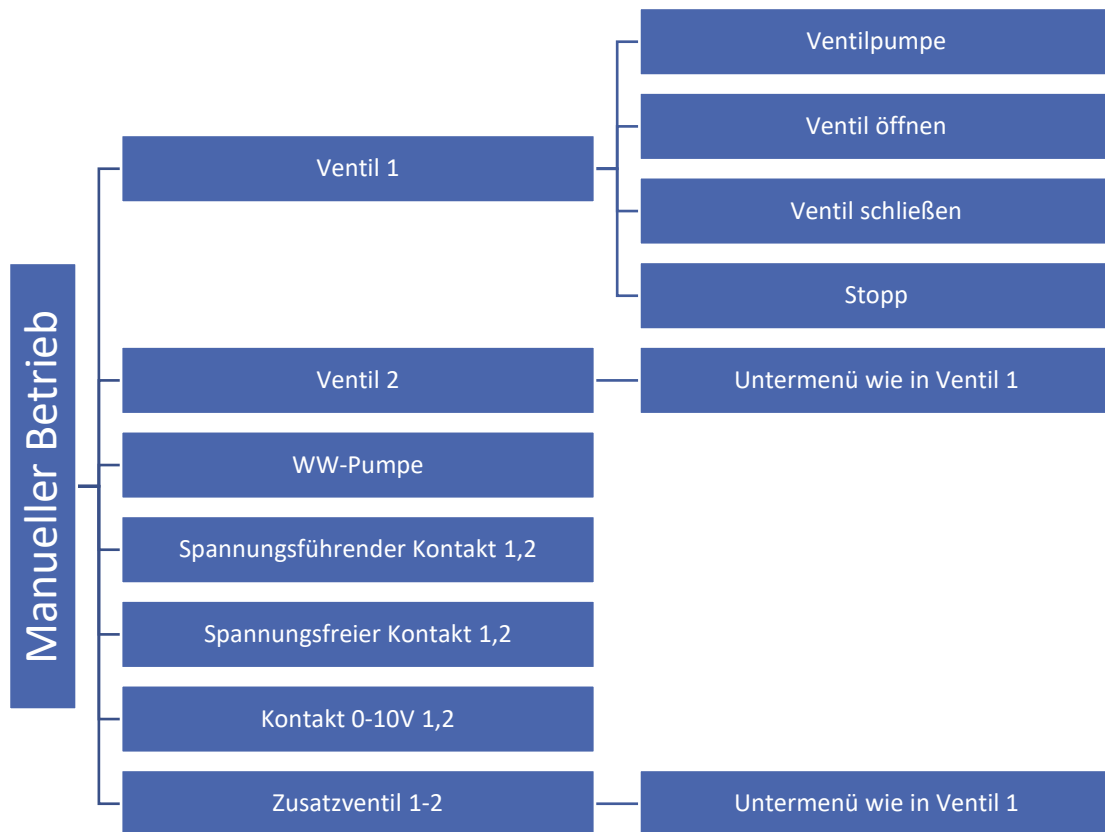 Manueller Betrieb
Ventil 1
Ventilpumpe
Ventil öffnen
Ventil schließen
Stopp
Ventil 2
Untermenü wie in Ventil 1
WW-Pumpe
Spannungsführender Kontakt 1,2
Spannungsfreier Kontakt 1,2
Kontakt 0-10V 1,2
Zusatzventil 1-2
Untermenü wie in Ventil 1